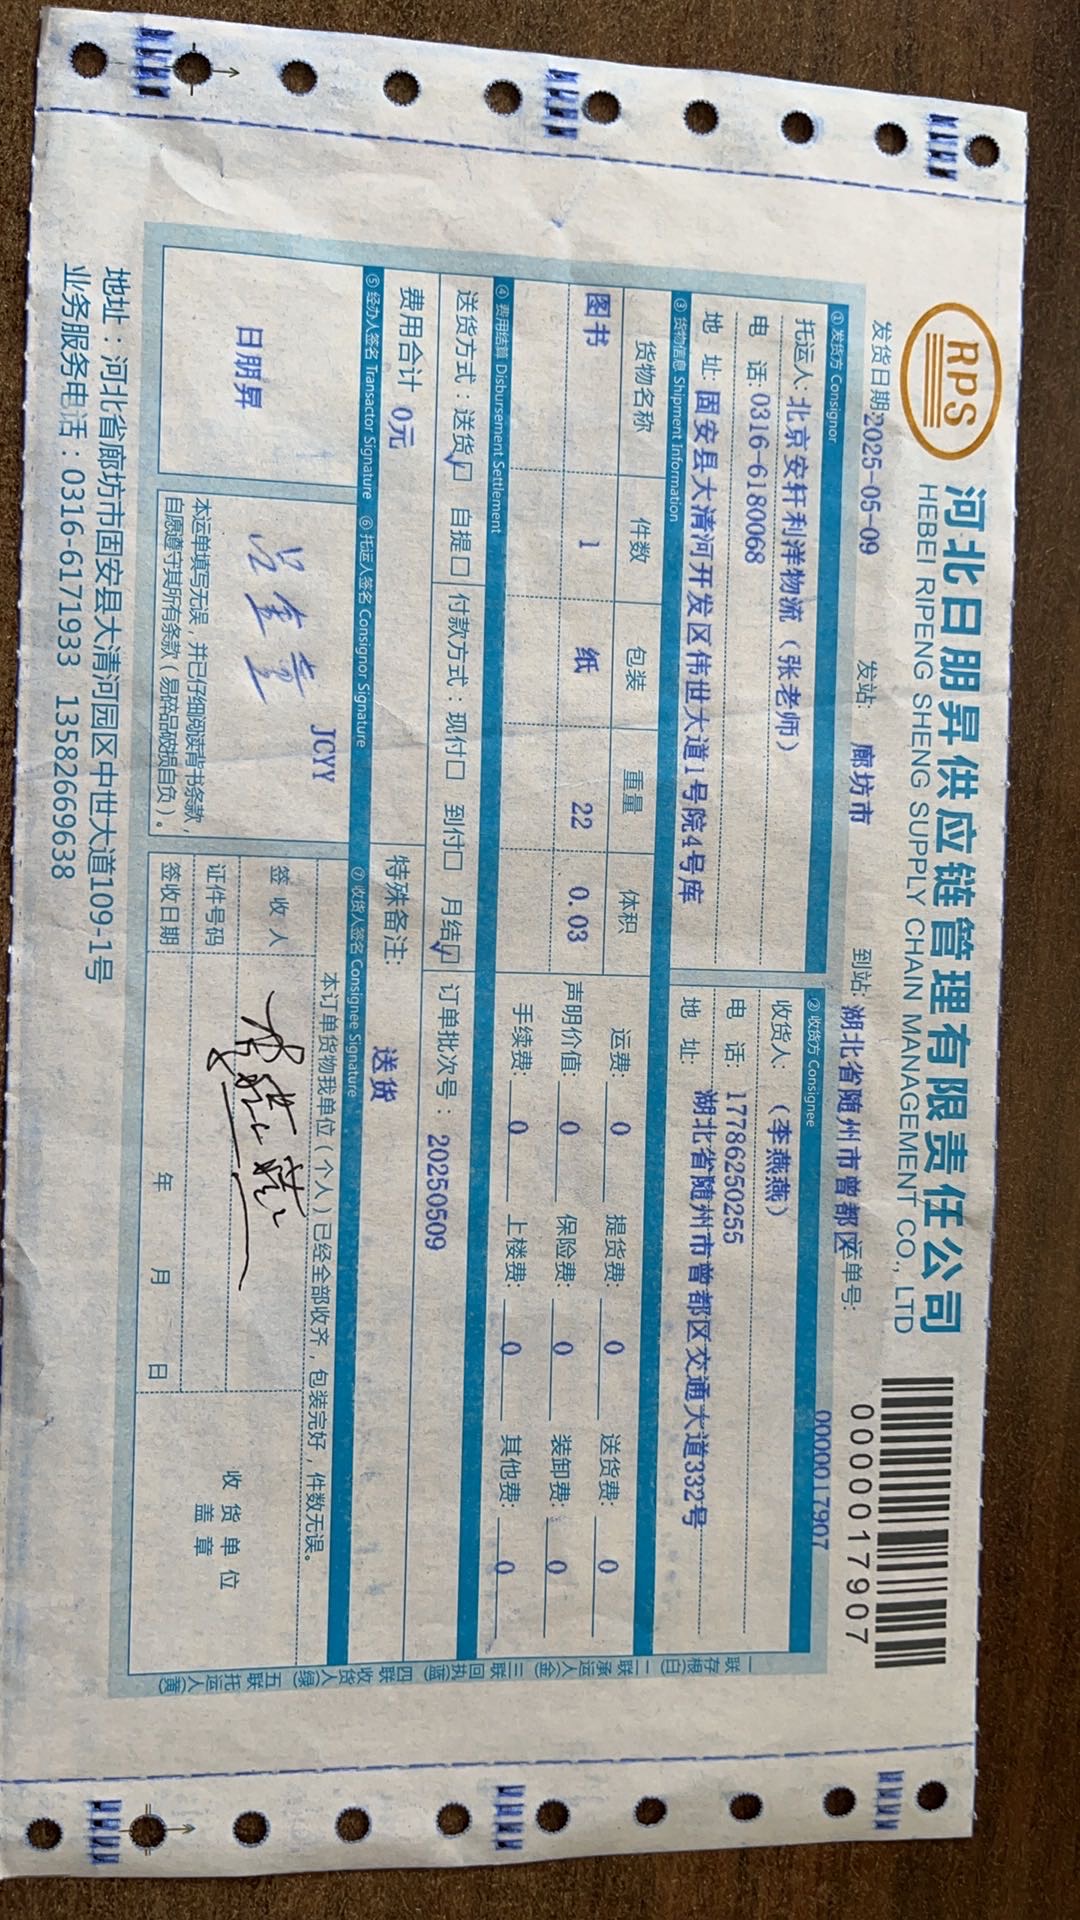 RPS
河北日朋昇供应链管理有限责任公司
HEBEI RIPENG SHENG SUPPLY CHAIN MANAGEMENT CO., LTD
0000017907
0000017907
发货日期:2025-05-09 发站: 廊坊市 到站: 湖北省随州市曾都区 运单号:
① 发货方 Consignor
② 收货方 Consignee
托运人:北京安轩利洋物流（张老师）
收货人: （李燕燕）
电 话:0316-6180068
电 话: 17786250255
地 址:固安县大清河开发区伟世大道1号院4号库
地 址: 湖北省随州市曾都区交通大道332号
③ 货物信息 Shipment Information
货物名称 件数 包装 重量 体积
图书 1 纸 22 0.03
运费: 0 提货费: 0 送货费: 0
声明价值: 0 保险费: 0 装卸费: 0
手续费: 0 上楼费: 0 其他费: 0
④ 费用结算 Disbursement Settlement
送货方式：送货☑ 自提□ 付款方式：现付□ 到付□ 月结☑ 订单批次号：20250509
费用合计 0元
特殊备注: 送货
⑤ 经办人签名 Transactor Signature ⑥ 托运人签名 Consignor Signature ⑦ 收货人签名 Consignee Signature
日朋昇
JCYY
本运单填写无误，并已仔细阅读背书条款，
自愿遵守其所有条款（易碎品破损自负）。
本订单货物我单位（个人）已经全部收齐，包装完好，件数无误。
签 收 人
证件号码
签收日期 年 月 日
收 货 单 位
盖 章
一联 存根(白) 二联 承运人(金) 三联 回执(蓝) 四联 收货人(绿) 五联 托运人(黄)
地址：河北省廊坊市固安县大清河园区中世大道109-1号
业务服务电话：0316-6171933 13582669638